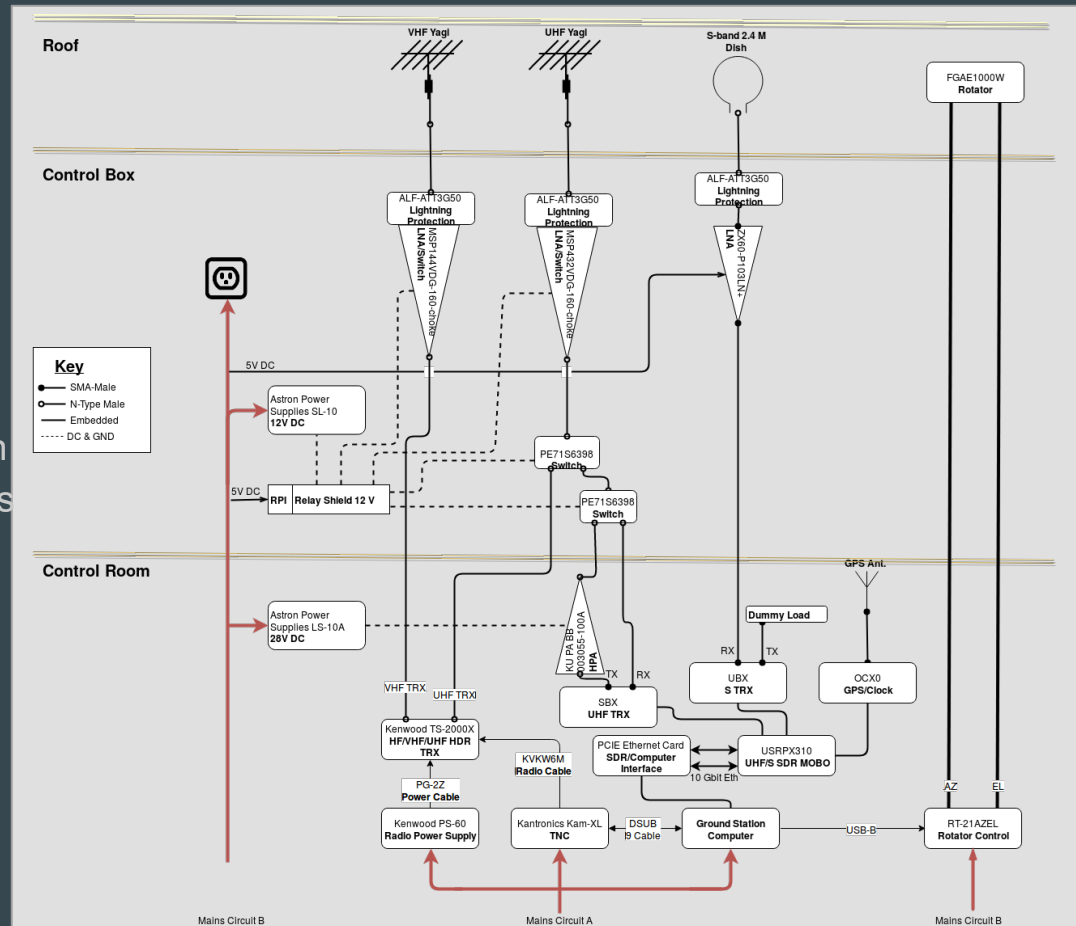 Roof
VHF Yagi
UHF Yagi
S-band 2.4 M
Dish
FGAE1000W
Rotator
Control Box
ALF-ATT3G50
Lightning
Protection
ALF-ATT3G50
Lightning
Protection
ALF-ATT3G50
Lightning
Protection
MSP144VDG-160-choke
LNA/Switch
MSP432VDG-160-choke
LNA/Switch
ZX60-P103LN+
LNA
Key
SMA-Male
N-Type Male
Embedded
DC & GND
5V DC
Astron Power
Supplies SL-10
12V DC
5V DC
RPI
Relay Shield 12 V
PE71S6398
Switch
PE71S6398
Switch
n
s
Control Room
GPS Ant.
Astron Power
Supplies LS-10A
28V DC
KU PA BB
003055-100A
HPA
Dummy Load
TX
RX
RX
TX
VHF TRX
UHF TRX
SBX
UHF TRX
UBX
S TRX
OCX0
GPS/Clock
Kenwood TS-2000X
HF/VHF/UHF HDR
TRX
KVKW6M
Radio Cable
PCIE Ethernet Card
SDR/Computer
Interface
10 Gbit Eth
USRPX310
UHF/S SDR MOBO
PG-2Z
Power Cable
AZ
EL
Kenwood PS-60
Radio Power Supply
Kantronics Kam-XL
TNC
DSUB
9 Cable
Ground Station
Computer
USB-B
RT-21AZEL
Rotator Control
Mains Circuit B
Mains Circuit A
Mains Circuit B